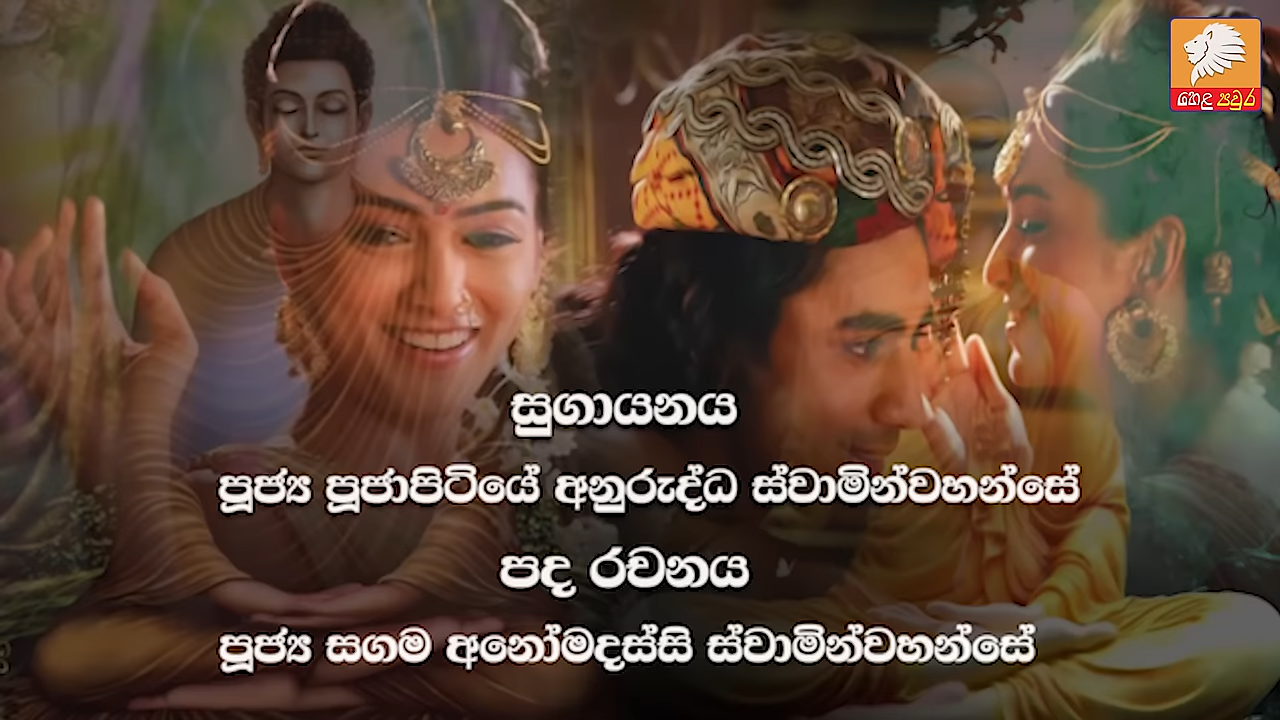 හෙළ පවුර
සුගායනය
පූජ්‍ය පූජාපිටියේ අනුරුද්ධ ස්වාමින්වහන්සේ
පද රචනය
පූජ්‍ය සගම අනෝමදස්සි ස්වාමින්වහන්සේ